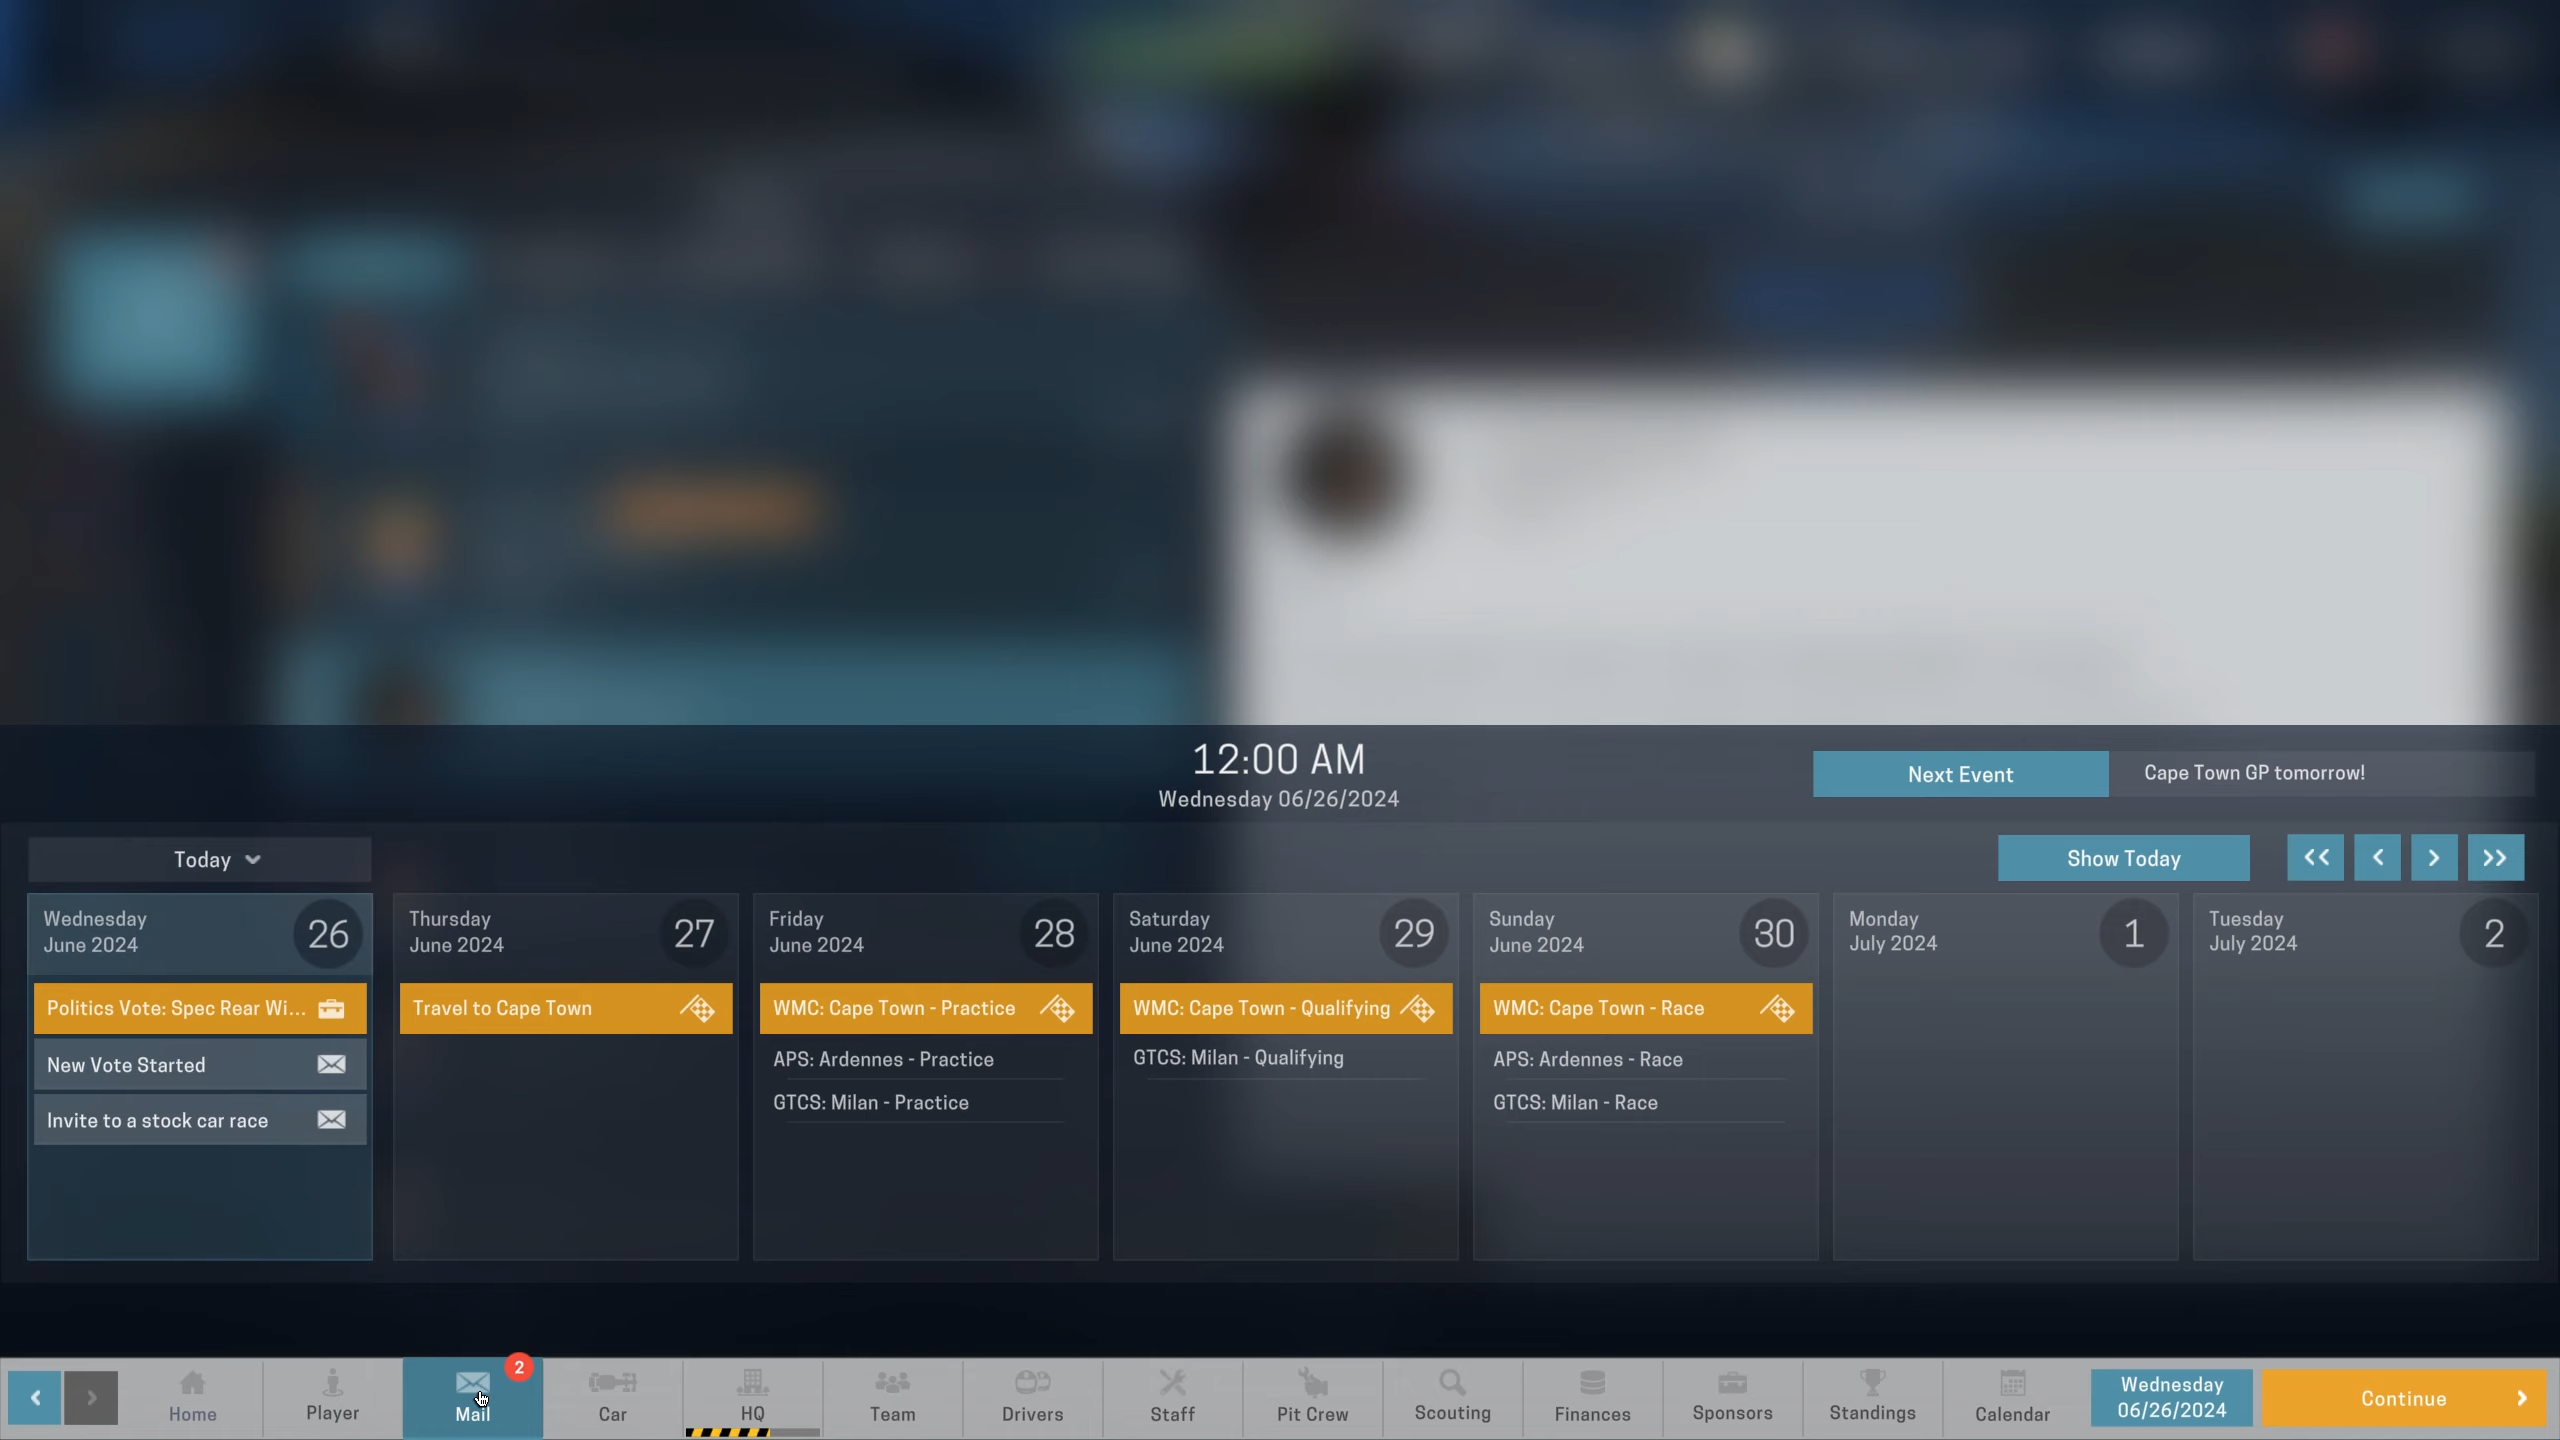 12:00 AM
Wednesday 06/26/2024
Next Event
Cape Town GP tomorrow!
Today
Show Today
Wednesday
June 2024
26
Politics Vote: Spec Rear Wi...
New Vote Started
Invite to a stock car race
Thursday
June 2024
27
Travel to Cape Town
Friday
June 2024
28
WMC: Cape Town - Practice
APS: Ardennes - Practice
GTCS: Milan - Practice
Saturday
June 2024
29
WMC: Cape Town - Qualifying
GTCS: Milan - Qualifying
Sunday
June 2024
30
WMC: Cape Town - Race
APS: Ardennes - Race
GTCS: Milan - Race
Monday
July 2024
1
Tuesday
July 2024
2
Home
Player
2
Mail
Car
HQ
Team
Drivers
Staff
Pit Crew
Scouting
Finances
Sponsors
Standings
Calendar
Wednesday
06/26/2024
Continue